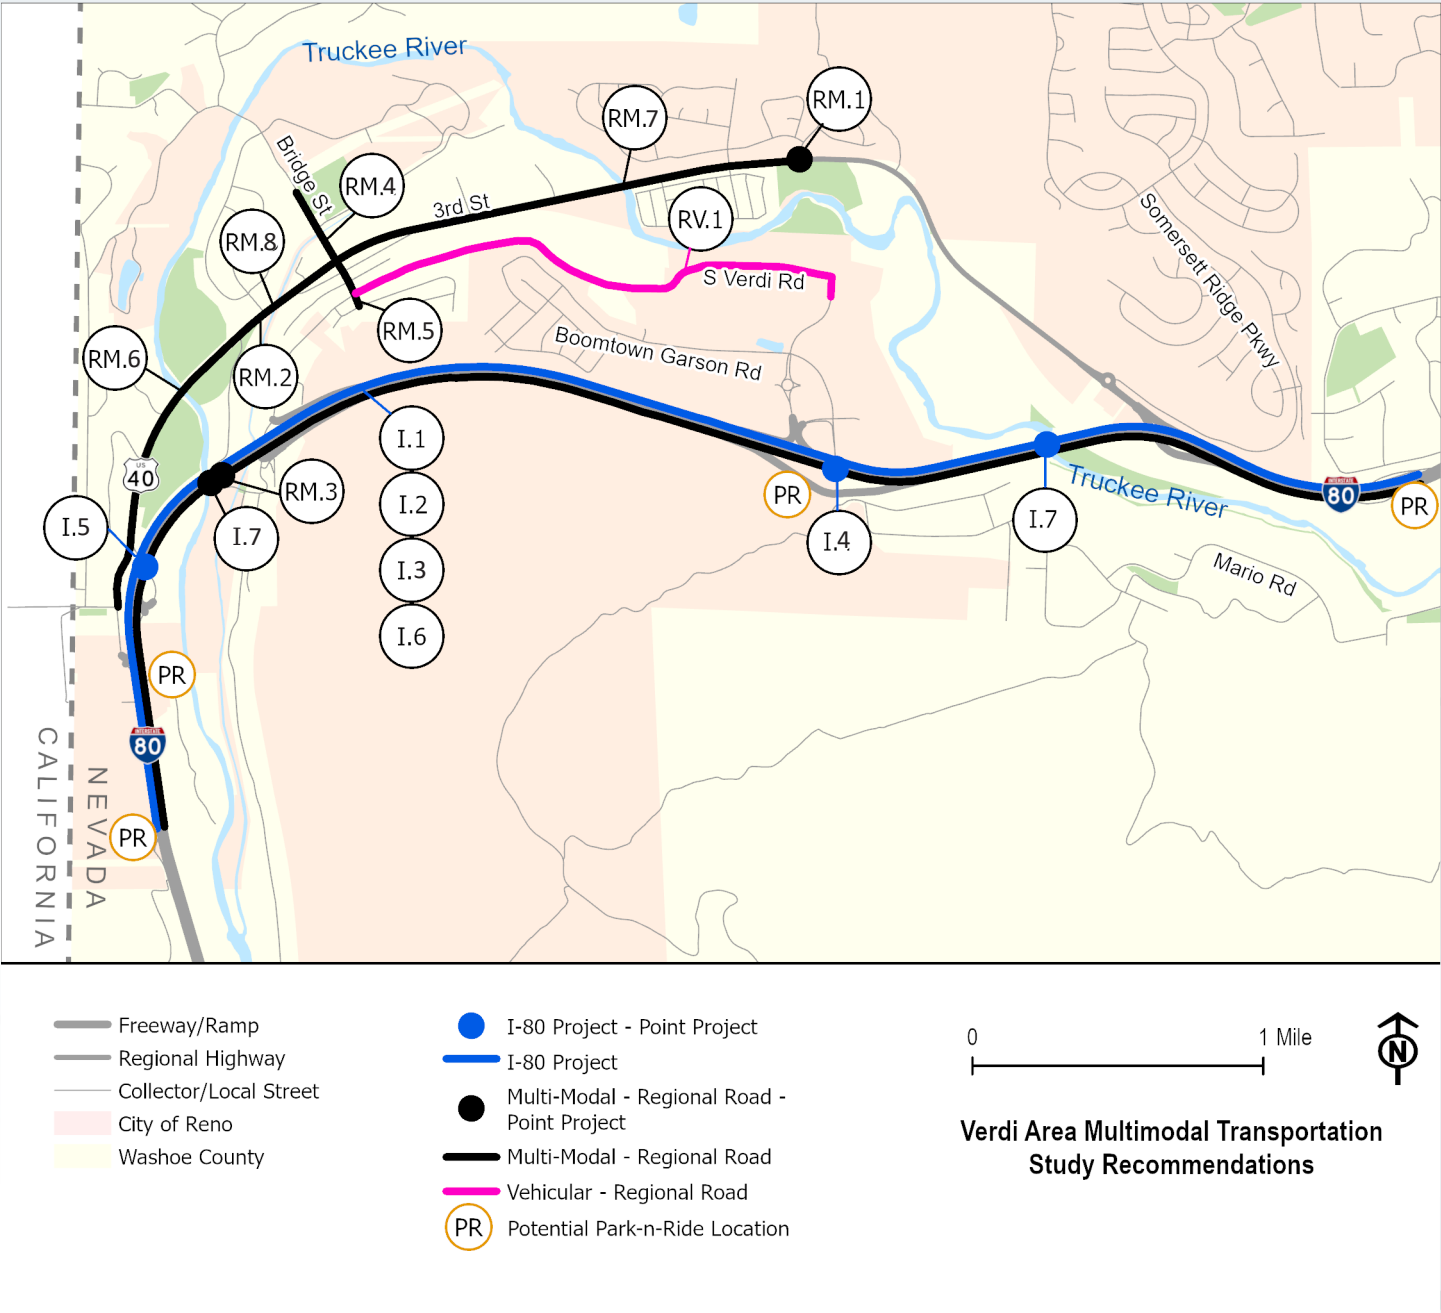 Truckee River
RM.1
RM.7
Bridge St
RM.4
3rd St
RV.1
RM.8
S Verdi Rd
Somersett Ridge Pkwy
RM.5
RM.6
RM.2
Boomtown Garson Rd
I.1
US
40
RM.3
PR
I.2
Truckee River
INTERSTATE
80
PR
I.5
I.7
I.4
I.7
I.3
Mario Rd
I.6
PR
INTERSTATE
80
CALIFORNIA
NEVADA
PR
Freeway/Ramp
Regional Highway
Collector/Local Street
City of Reno
Washoe County
I-80 Project - Point Project
I-80 Project
Multi-Modal - Regional Road -
Point Project
Multi-Modal - Regional Road
Vehicular - Regional Road
PR Potential Park-n-Ride Location
0 1 Mile
N
Verdi Area Multimodal Transportation
Study Recommendations